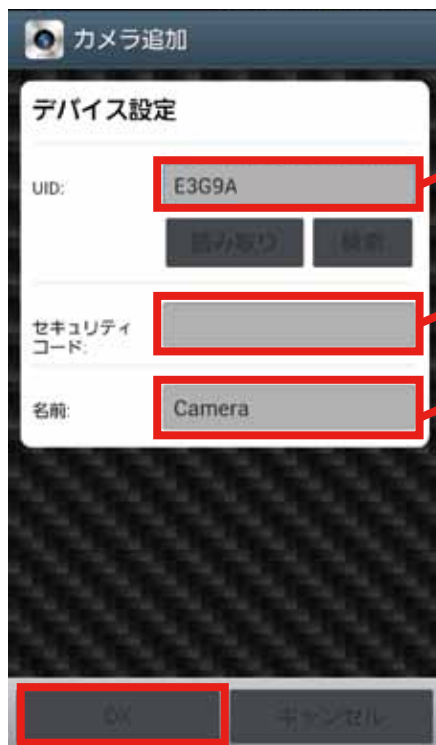 カメラ追加
デバイス設定
UID:
E3G9A
読み取り
検索
セキュリティ
コード:
名前:
Camera
OK
キャンセル